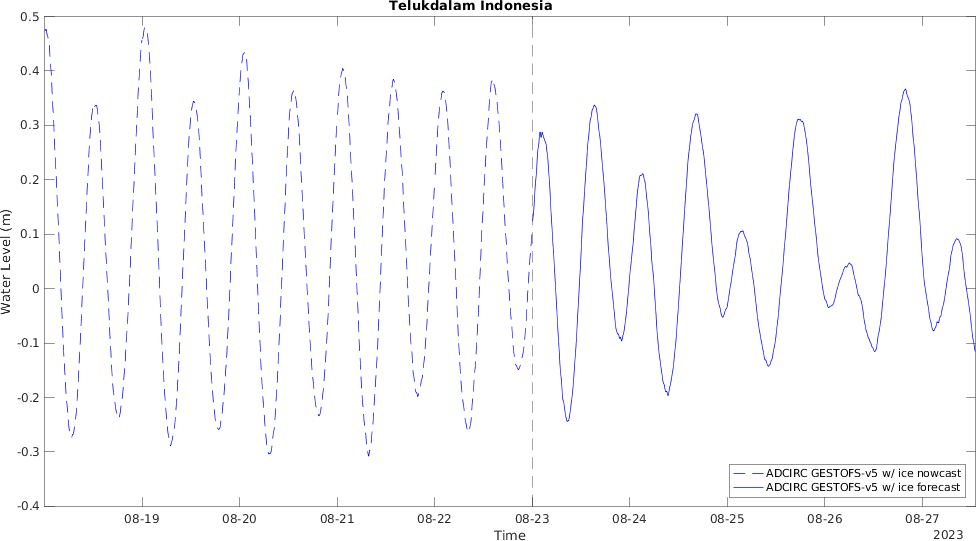 Telukdalam Indonesia
0.5
0.4
0.3
0.2
0.1
0
-0.1
-0.2
-0.3
-0.4
Water Level (m)
ADCIRC GESTOFS-v5 w/ ice nowcast
ADCIRC GESTOFS-v5 w/ ice forecast
08-19 08-20 08-21 08-22 08-23 08-24 08-25 08-26 08-27
Time
2023